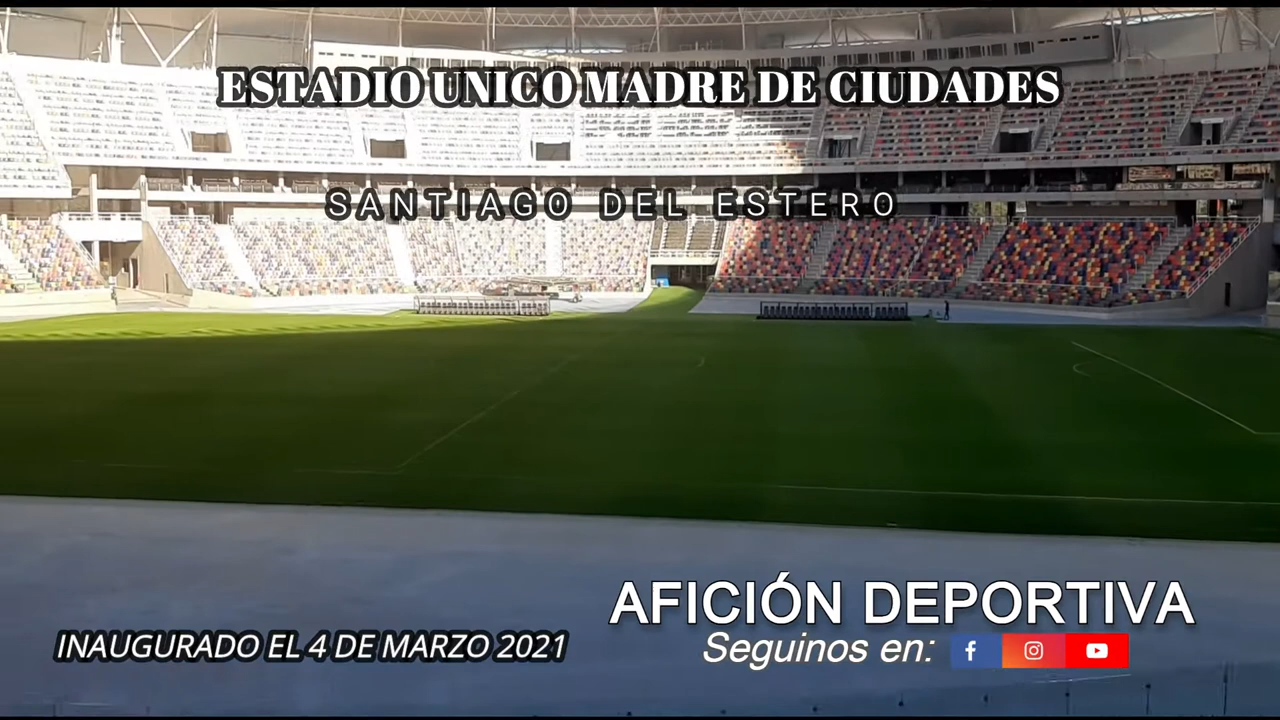 ESTADIO UNICO MADRE DE CIUDADES
SANTIAGO DEL ESTERO
AFICIÓN DEPORTIVA
Seguinos en:
INAUGURADO EL 4 DE MARZO 2021